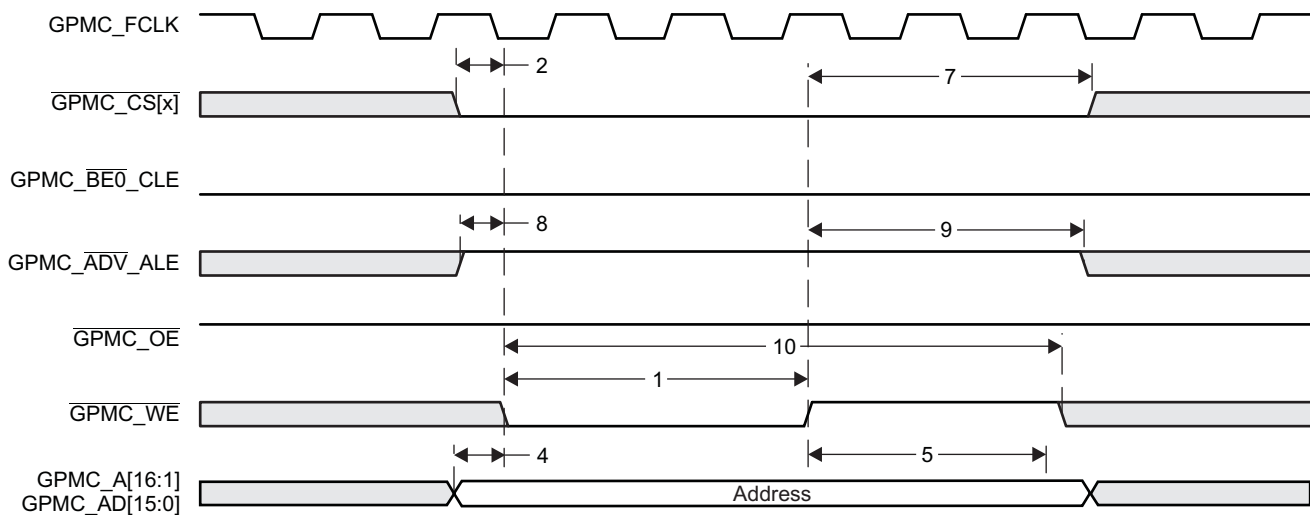 GPMC_FCLK
2
7
GPMC_CS[x]
GPMC_BE0_CLE
8
9
GPMC_ADV_ALE
GPMC_OE
10
1
GPMC_WE
4
5
GPMC_A[16:1]
GPMC_AD[15:0]
Address